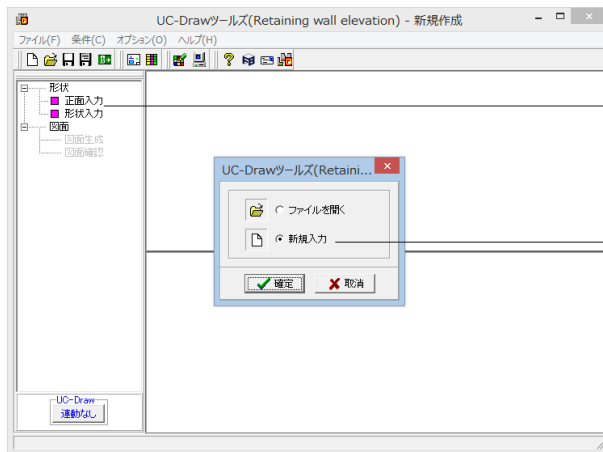 UC-Drawツールズ(Retaining wall elevation) - 新規作成
ファイル(F) 条件(C) オプション(O) ヘルプ(H)
形状
正面入力
形状入力
図面
図面生成
図面確認
UC-Drawツールズ(Retaini...
ファイルを開く
新規入力
確定
取消
UC-Draw
連動なし